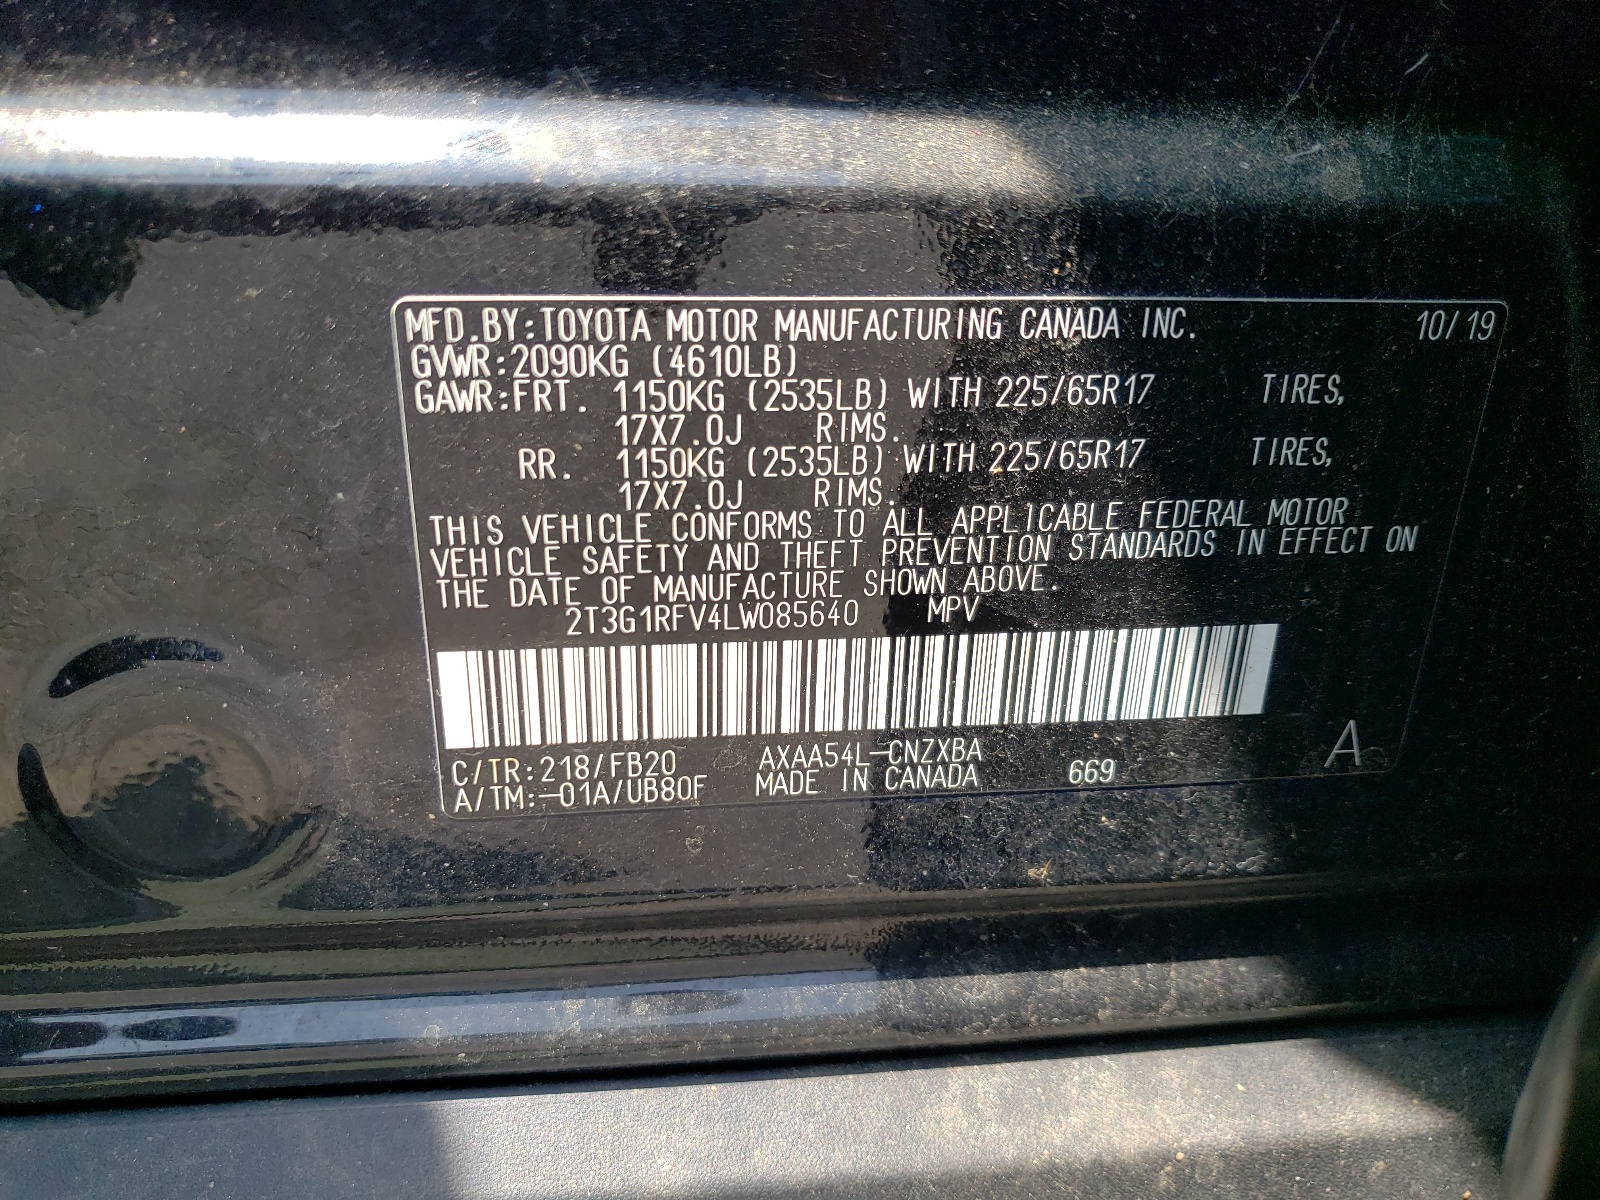 MFD.BY:TOYOTA MOTOR MANUFACTURING CANADA INC. 10/19
GVWR:2090KG (4610LB)
GAWR:FRT. 1150KG (2535LB) WITH 225/65R17 TIRES,
17X7.0J RIMS.
RR. 1150KG (2535LB) WITH 225/65R17 TIRES,
17X7.0J RIMS.
THIS VEHICLE CONFORMS TO ALL APPLICABLE FEDERAL MOTOR
VEHICLE SAFETY AND THEFT PREVENTION STANDARDS IN EFFECT ON
THE DATE OF MANUFACTURE SHOWN ABOVE.
2T3G1RFV4LW085640 MPV
C/TR:218/FB20 AXAA54L-CNZXBA
A/TM:-01A/UB80F MADE IN CANADA 669 A